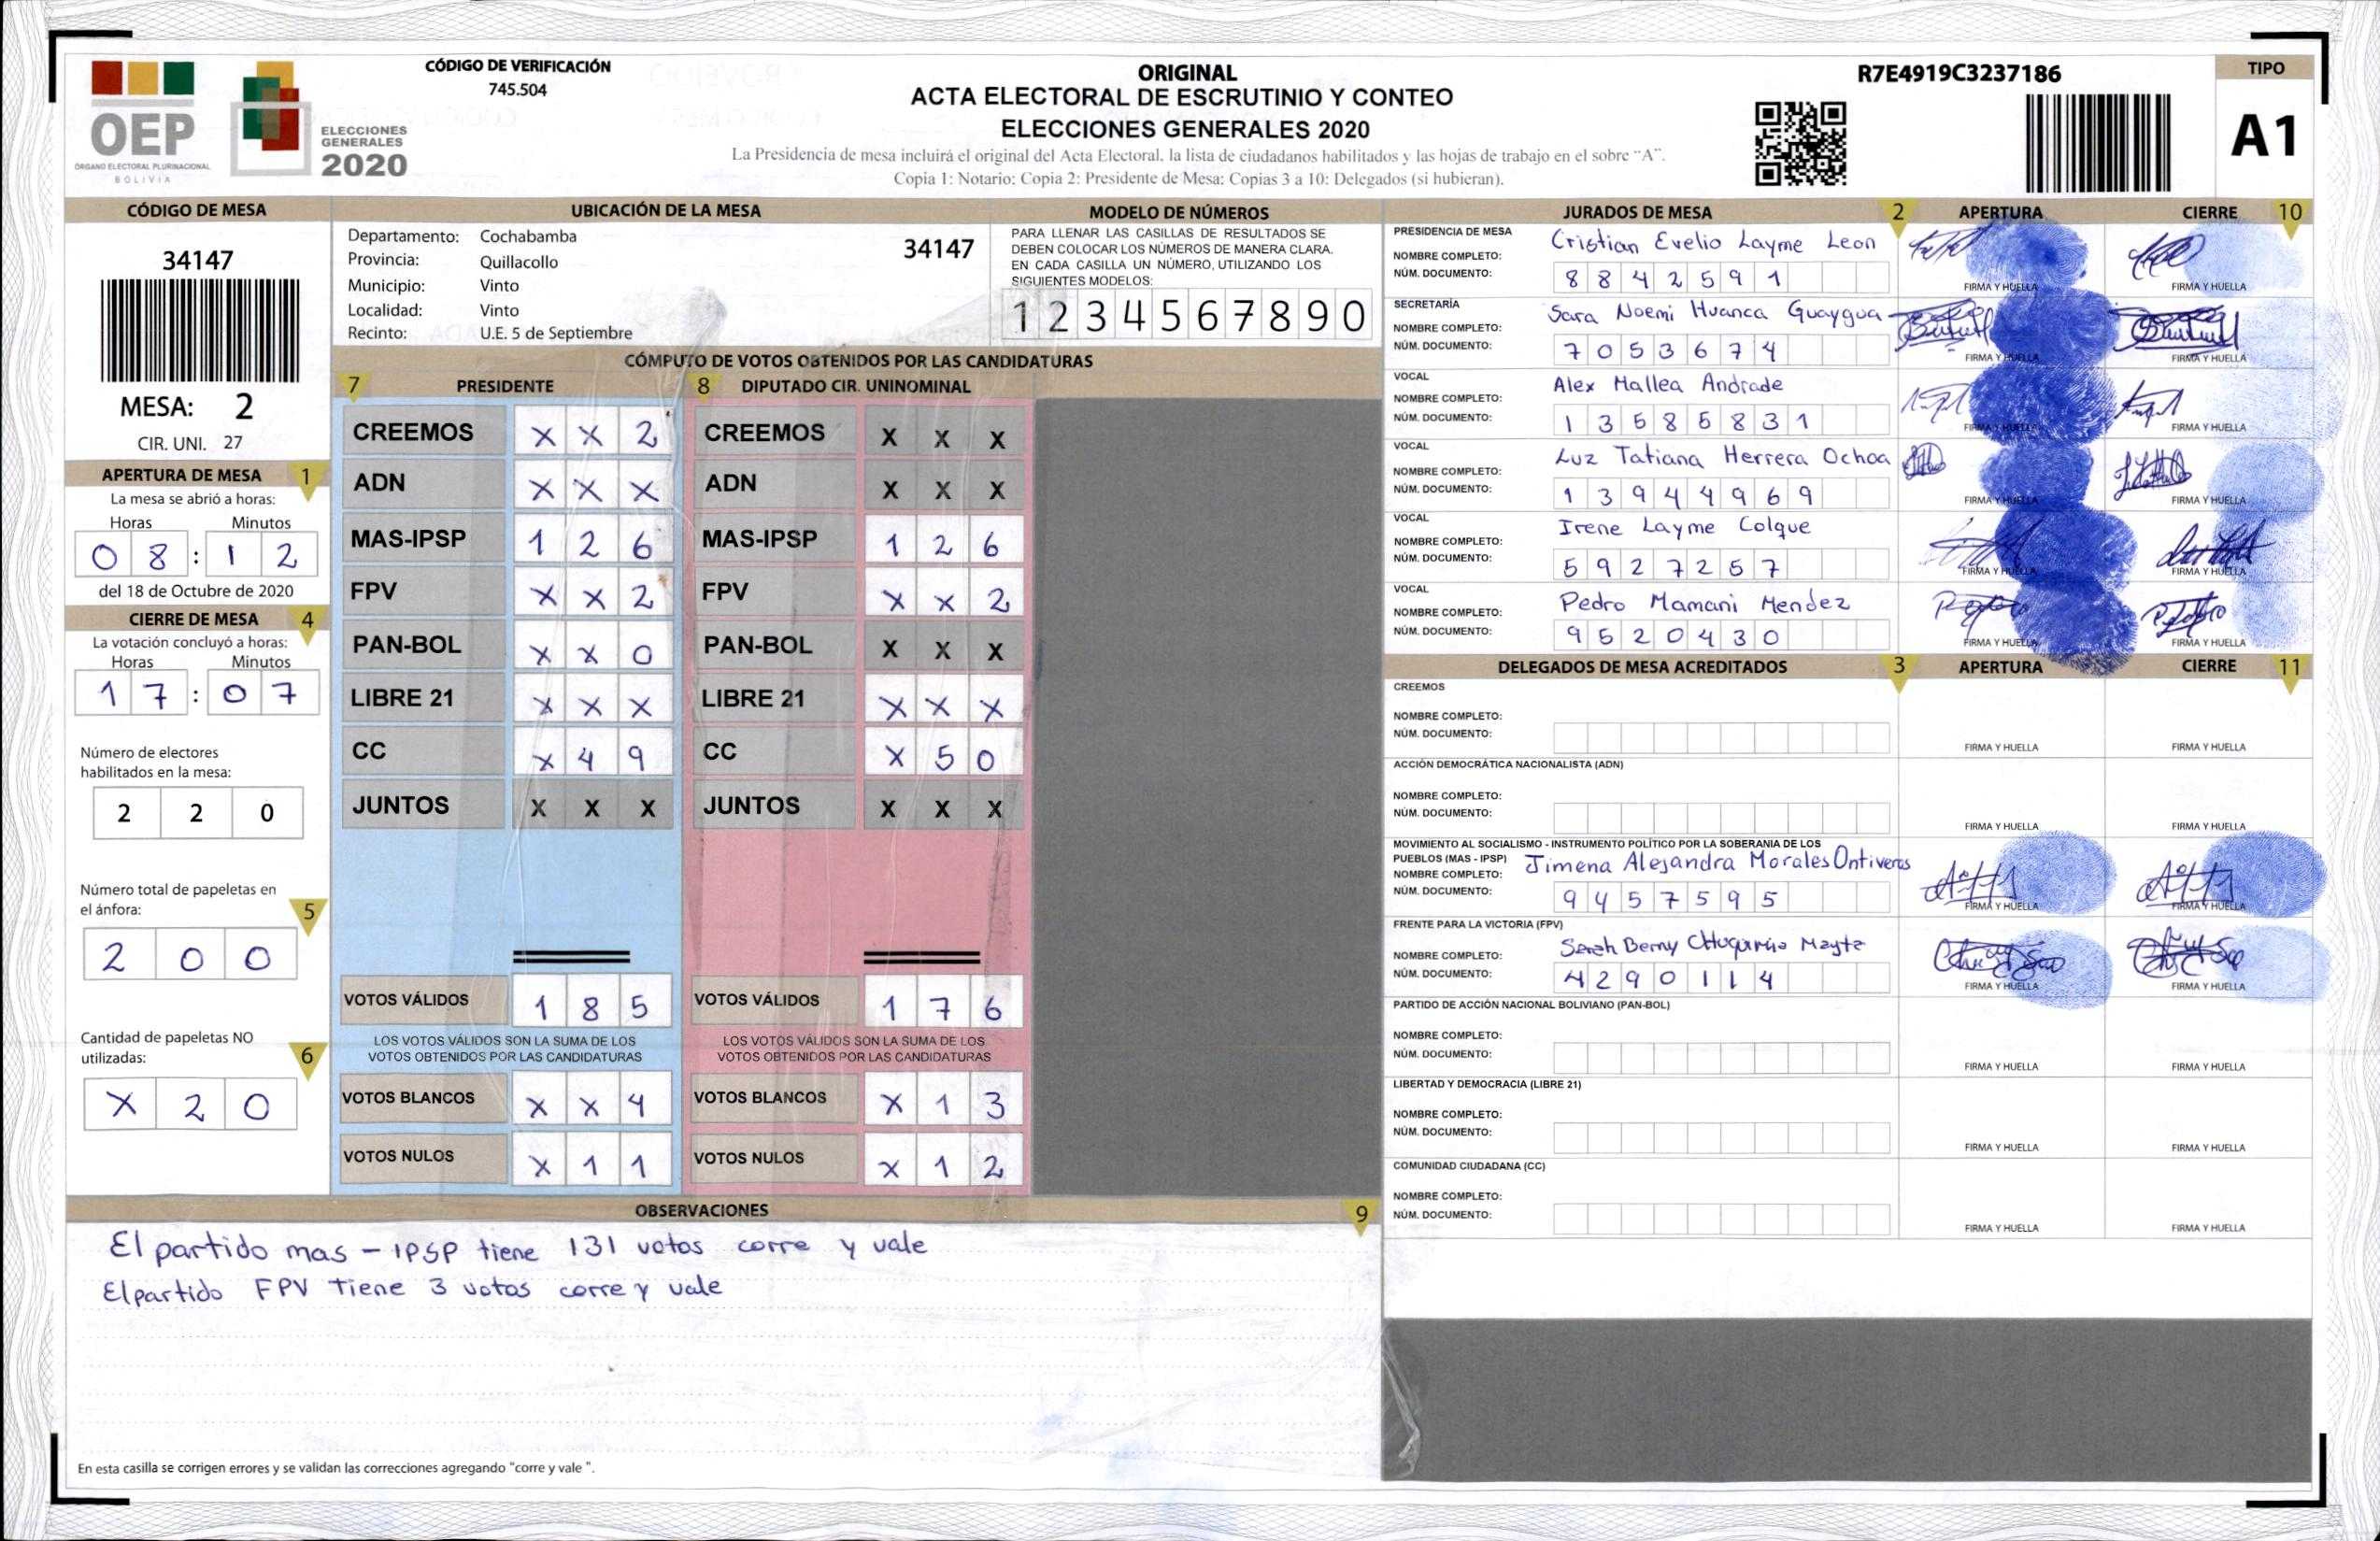 OEP
ÓRGANO ELECTORAL PLURINACIONAL
BOLIVIA
ELECCIONES
GENERALES
2020
CÓDIGO DE VERIFICACIÓN
745.504
ORIGINAL
ACTA ELECTORAL DE ESCRUTINIO Y CONTEO
ELECCIONES GENERALES 2020
La Presidencia de mesa incluirá el original del Acta Electoral, la lista de ciudadanos habilitados y las hojas de trabajo en el sobre "A".
Copia 1: Notario: Copia 2: Presidente de Mesa: Copias 3 a 10: Delegados (si hubieran).
R7E4919C3237186
TIPO
A1
CÓDIGO DE MESA
34147
MESA: 2
CIR. UNI. 27
APERTURA DE MESA 1
La mesa se abrió a horas:
Horas Minutos
0 8 : 1 2
del 18 de Octubre de 2020
CIERRE DE MESA 4
La votación concluyó a horas:
Horas Minutos
1 7 : 0 7
Número de electores
habilitados en la mesa:
2 2 0
Número total de papeletas en
el ánfora: 5
2 0 0
Cantidad de papeletas NO
utilizadas: 6
X 2 0
UBICACIÓN DE LA MESA
Departamento: Cochabamba
34147
Provincia: Quillacollo
Municipio: Vinto
Localidad: Vinto
Recinto: U.E. 5 de Septiembre
MODELO DE NÚMEROS
PARA LLENAR LAS CASILLAS DE RESULTADOS SE
DEBEN COLOCAR LOS NÚMEROS DE MANERA CLARA.
EN CADA CASILLA UN NÚMERO, UTILIZANDO LOS
SIGUIENTES MODELOS:
1 2 3 4 5 6 7 8 9 0
CÓMPUTO DE VOTOS OBTENIDOS POR LAS CANDIDATURAS
7 PRESIDENTE 8 DIPUTADO CIR. UNINOMINAL
CREEMOS X X 2 CREEMOS X X X
ADN X X X ADN X X X
MAS-IPSP 1 2 6 MAS-IPSP 1 2 6
FPV X X 2 FPV X X 2
PAN-BOL X X 0 PAN-BOL X X X
LIBRE 21 X X X LIBRE 21 X X X
CC X 4 9 CC X 5 0
JUNTOS X X X JUNTOS X X X
VOTOS VÁLIDOS 1 8 5 VOTOS VÁLIDOS 1 7 6
LOS VOTOS VÁLIDOS SON LA SUMA DE LOS LOS VOTOS VÁLIDOS SON LA SUMA DE LOS
VOTOS OBTENIDOS POR LAS CANDIDATURAS VOTOS OBTENIDOS POR LAS CANDIDATURAS
VOTOS BLANCOS X X 4 VOTOS BLANCOS X 1 3
VOTOS NULOS X 1 1 VOTOS NULOS X 1 2
OBSERVACIONES 9
El partido mas - IPSP tiene 131 votos corre y vale
El partido FPV Tiene 3 votos corre y vale
En esta casilla se corrigen errores y se validan las correcciones agregando "corre y vale ".
JURADOS DE MESA 2 APERTURA CIERRE 10
PRESIDENCIA DE MESA
NOMBRE COMPLETO: Cristian Evelio Layme Leon
NÚM. DOCUMENTO: 8 8 4 2 5 9 1
FIRMA Y HUELLA FIRMA Y HUELLA
SECRETARÍA
NOMBRE COMPLETO: Sara Noemi Huanca Guaygua
NÚM. DOCUMENTO: 7 0 5 3 6 7 4
FIRMA Y HUELLA FIRMA Y HUELLA
VOCAL
NOMBRE COMPLETO: Alex Mallea Andrade
NÚM. DOCUMENTO: 1 3 5 8 5 8 3 1
FIRMA Y HUELLA FIRMA Y HUELLA
VOCAL
NOMBRE COMPLETO: Luz Tatiana Herrera Ochoa
NÚM. DOCUMENTO: 1 3 9 4 4 9 6 9
FIRMA Y HUELLA FIRMA Y HUELLA
VOCAL
NOMBRE COMPLETO: Irene Layme Colque
NÚM. DOCUMENTO: 5 9 2 7 2 5 7
FIRMA Y HUELLA FIRMA Y HUELLA
VOCAL
NOMBRE COMPLETO: Pedro Mamani Mendez
NÚM. DOCUMENTO: 9 5 2 0 4 3 0
FIRMA Y HUELLA FIRMA Y HUELLA
DELEGADOS DE MESA ACREDITADOS 3 APERTURA CIERRE 11
CREEMOS
NOMBRE COMPLETO:
NÚM. DOCUMENTO:
FIRMA Y HUELLA FIRMA Y HUELLA
ACCIÓN DEMOCRÁTICA NACIONALISTA (ADN)
NOMBRE COMPLETO:
NÚM. DOCUMENTO:
FIRMA Y HUELLA FIRMA Y HUELLA
MOVIMIENTO AL SOCIALISMO - INSTRUMENTO POLÍTICO POR LA SOBERANIA DE LOS
PUEBLOS (MAS - IPSP)
NOMBRE COMPLETO: Jimena Alejandra Morales Ontiveros
NÚM. DOCUMENTO: 9 4 5 7 5 9 5
FIRMA Y HUELLA FIRMA Y HUELLA
FRENTE PARA LA VICTORIA (FPV)
NOMBRE COMPLETO: Sarah Berny Mayta
NÚM. DOCUMENTO: 4 2 9 0 1 1 4
FIRMA Y HUELLA FIRMA Y HUELLA
PARTIDO DE ACCIÓN NACIONAL BOLIVIANO (PAN-BOL)
NOMBRE COMPLETO:
NÚM. DOCUMENTO:
FIRMA Y HUELLA FIRMA Y HUELLA
LIBERTAD Y DEMOCRACIA (LIBRE 21)
NOMBRE COMPLETO:
NÚM. DOCUMENTO:
FIRMA Y HUELLA FIRMA Y HUELLA
COMUNIDAD CIUDADANA (CC)
NOMBRE COMPLETO:
NÚM. DOCUMENTO:
FIRMA Y HUELLA FIRMA Y HUELLA